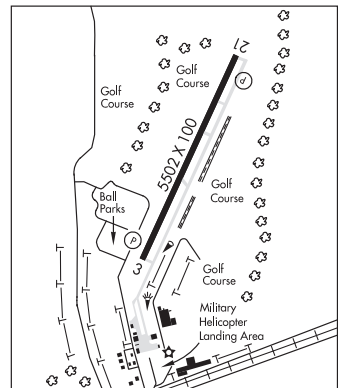 21
Golf
Course
P
Golf
Course
5502 X 100
Golf
Course
Ball
Parks
P
3
Golf
Course
Military
Helicopter
Landing Area